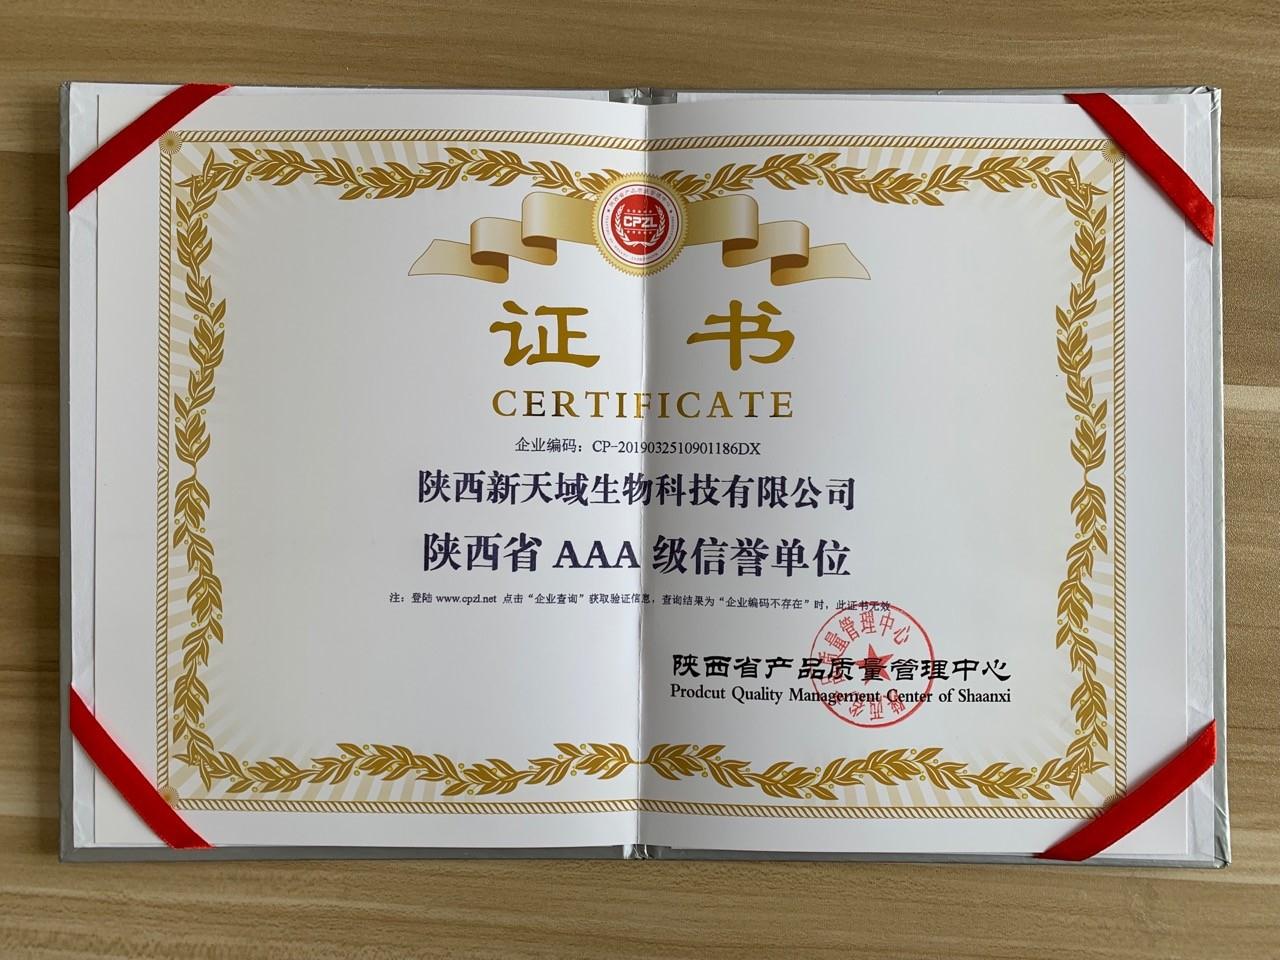 CPZL
证书
CERTIFICATE
企业编码：CP-2019032510901186DX
陕西新天域生物科技有限公司
陕西省 AAA 级信誉单位
注：登陆 www.cpzl.net 点击“企业查询”获取验证信息，查询结果为“企业编码不存在”时，此证书无效
陕西省产品质量管理中心
Prodcut Quality Management Center of Shaanxi